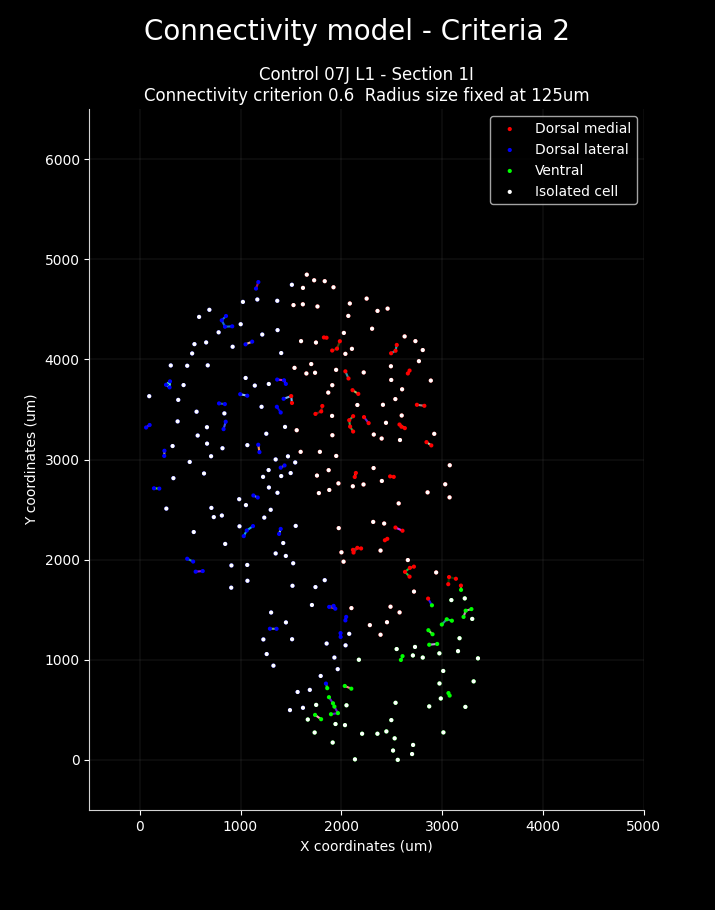 Connectivity model - Criteria 2
Control 07J L1 - Section 1I
Connectivity criterion 0.6  Radius size fixed at 125um
Dorsal medial
Dorsal lateral
Ventral
Isolated cell
6000
5000
4000
3000
2000
1000
0
Y coordinates (um)
0 1000 2000 3000 4000 5000
X coordinates (um)